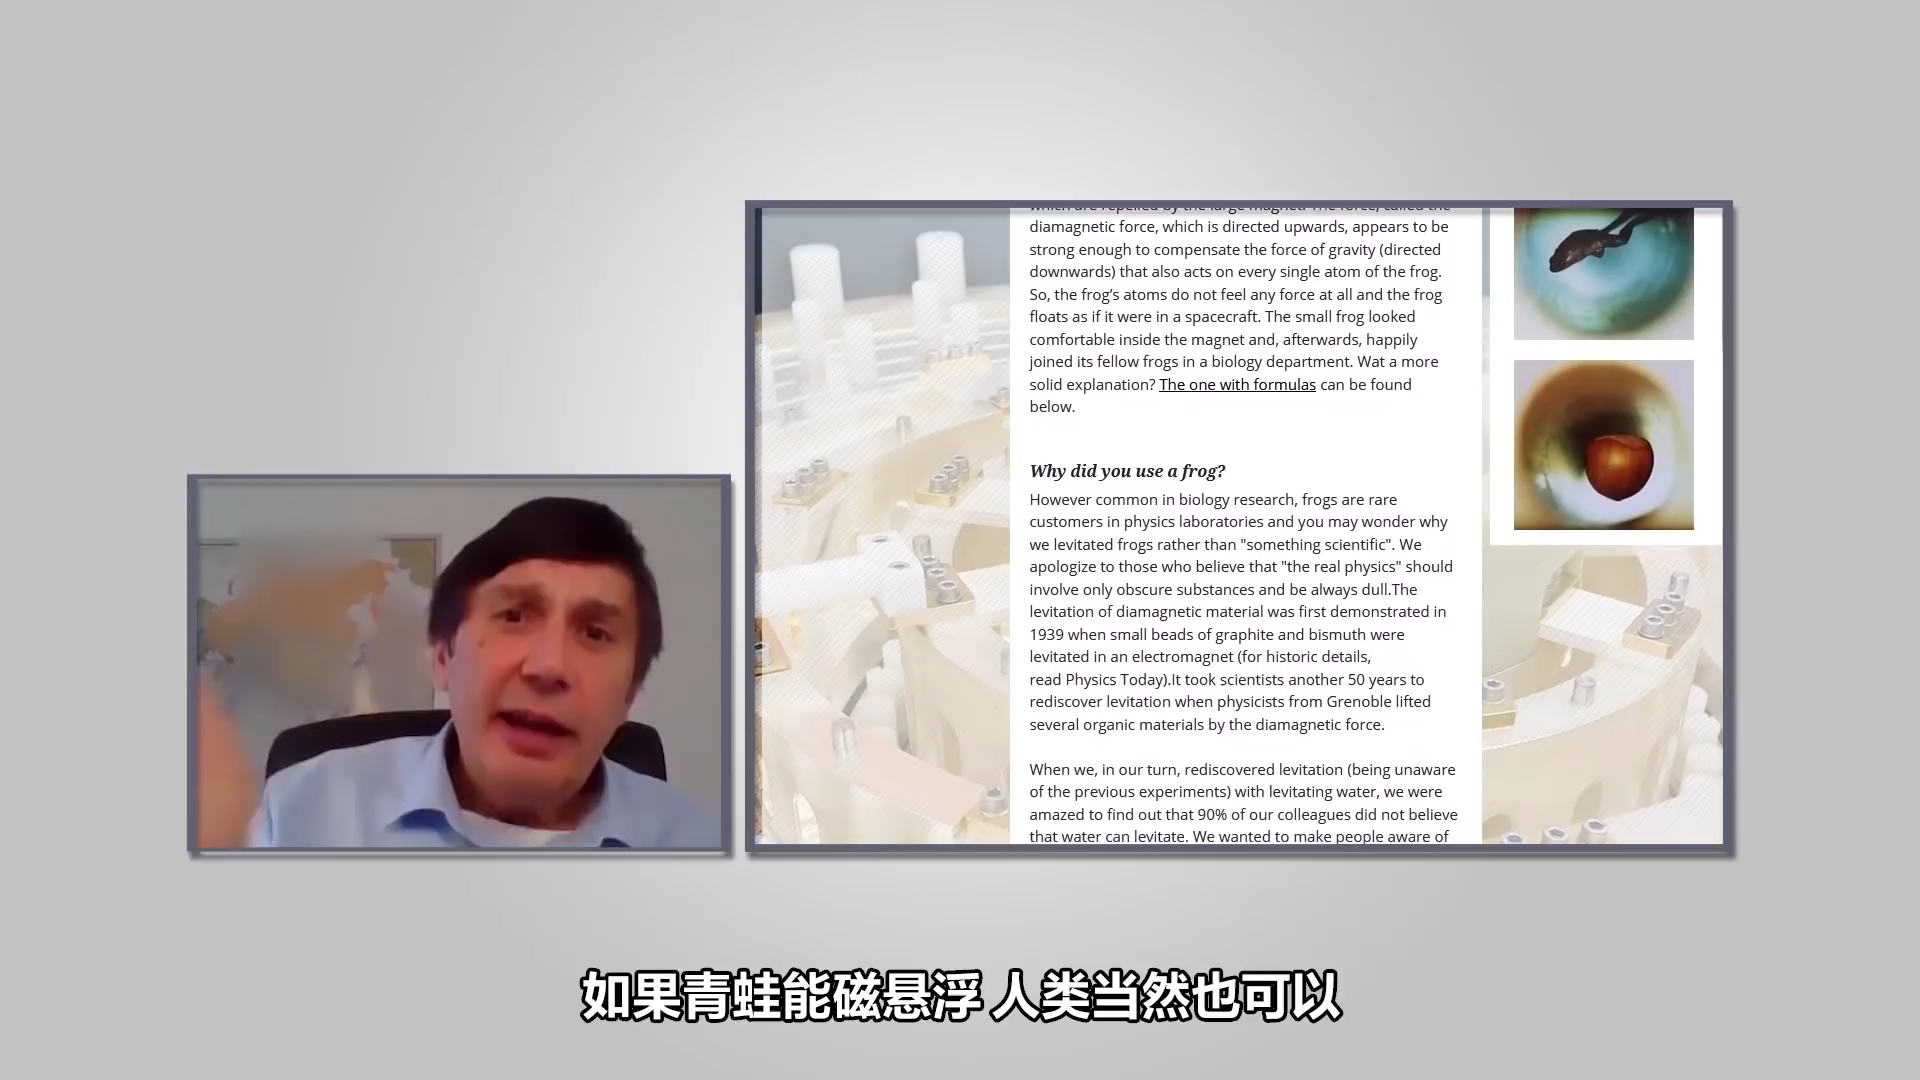 which are repelled by the large magnet. The force, called the
diamagnetic force, which is directed upwards, appears to be
strong enough to compensate the force of gravity (directed
downwards) that also acts on every single atom of the frog.
So, the frog’s atoms do not feel any force at all and the frog
floats as if it were in a spacecraft. The small frog looked
comfortable inside the magnet and, afterwards, happily
joined its fellow frogs in a biology department. Wat a more
solid explanation? The one with formulas can be found
below.
Why did you use a frog?
However common in biology research, frogs are rare
customers in physics laboratories and you may wonder why
we levitated frogs rather than "something scientific". We
apologize to those who believe that "the real physics" should
involve only obscure substances and be always dull.The
levitation of diamagnetic material was first demonstrated in
1939 when small beads of graphite and bismuth were
levitated in an electromagnet (for historic details,
read Physics Today).It took scientists another 50 years to
rediscover levitation when physicists from Grenoble lifted
several organic materials by the diamagnetic force.
When we, in our turn, rediscovered levitation (being unaware
of the previous experiments) with levitating water, we were
amazed to find out that 90% of our colleagues did not believe
that water can levitate. We wanted to make people aware of
如果青蛙能磁悬浮 人类当然也可以